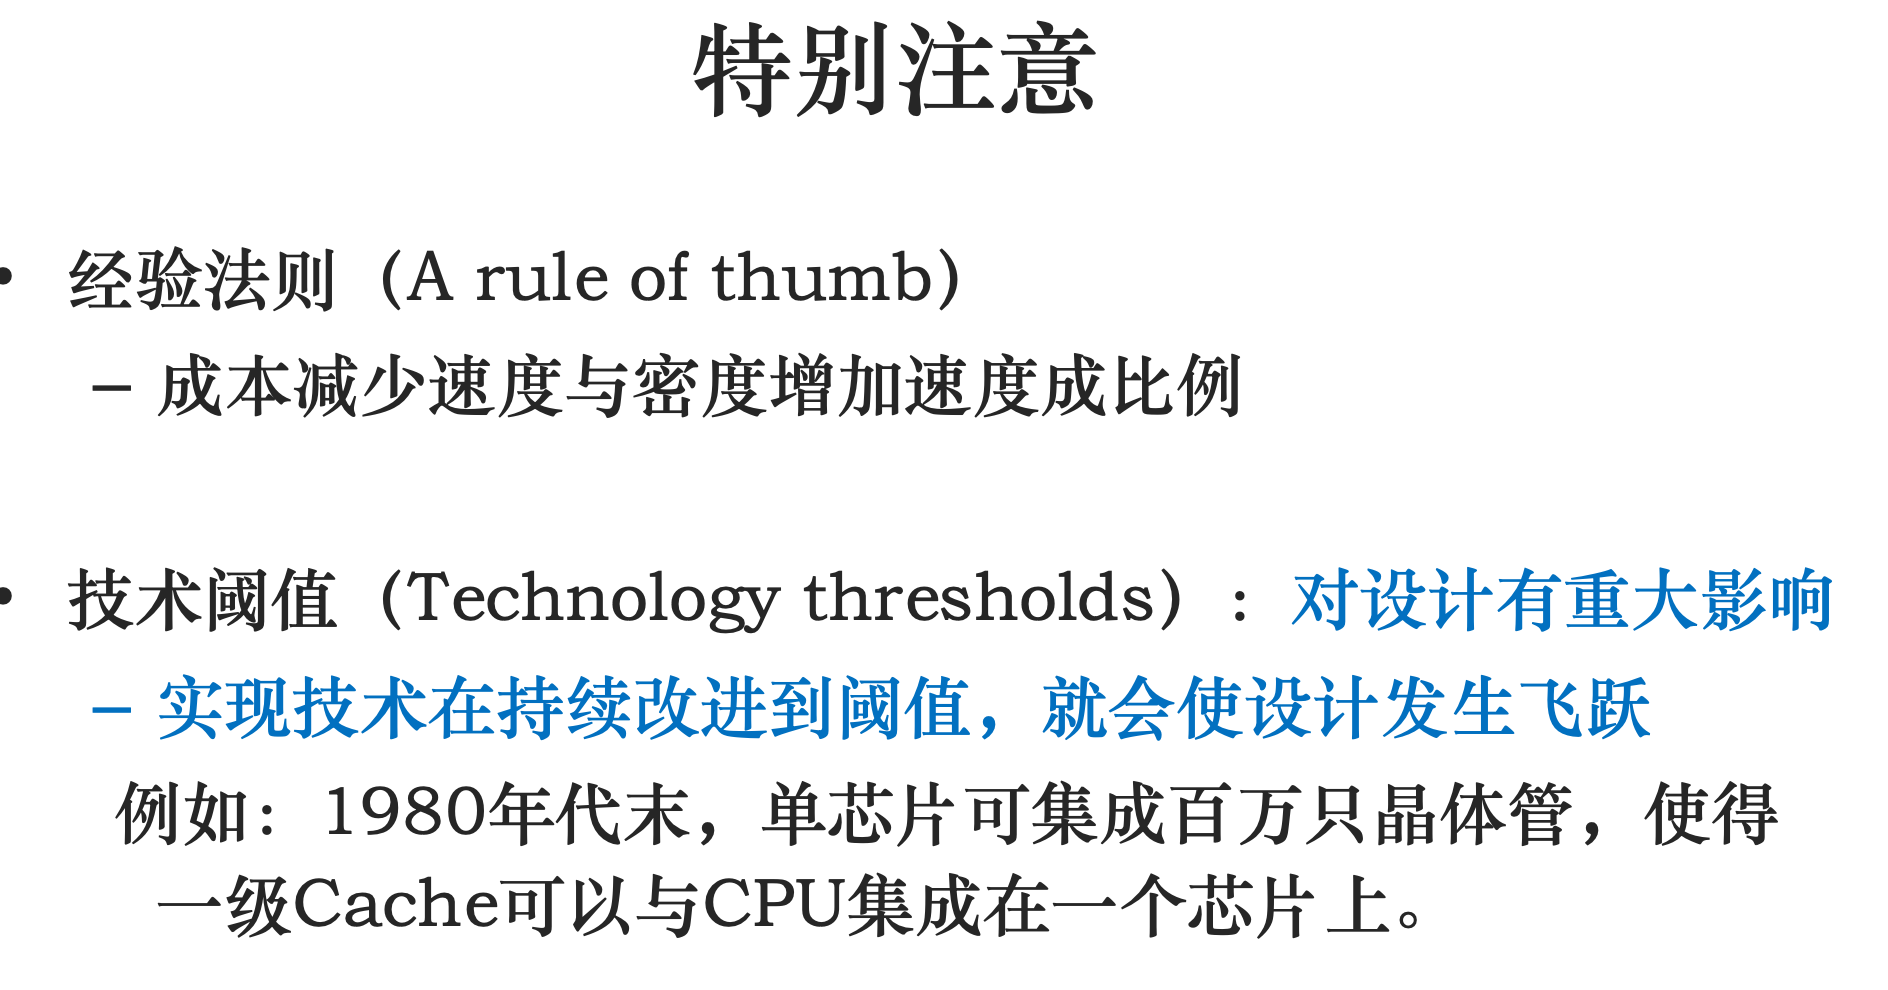 特别注意
• 经验法则（A rule of thumb）
– 成本减少速度与密度增加速度成比例
• 技术阈值（Technology thresholds）：对设计有重大影响
– 实现技术在持续改进到阈值，就会使设计发生飞跃
例如：1980年代末，单芯片可集成百万只晶体管，使得
一级Cache可以与CPU集成在一个芯片上。